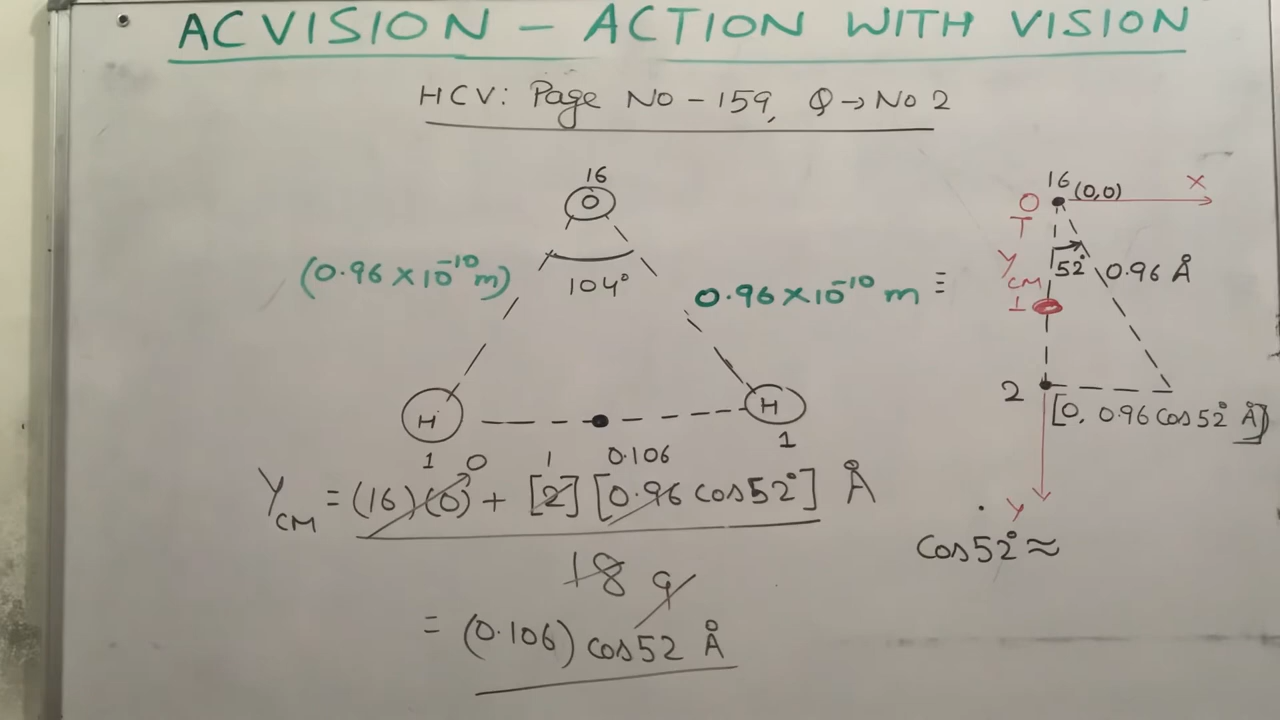 ACVISION - ACTION WITH VISION
HCV: Page No - 159, Q → No 2
16
O
104°
(0.96 × 10⁻¹⁰ m)
0.96 × 10⁻¹⁰ m ≡
H
H
1
1
16 (0,0)
X
O
Y CM
52°
0.96 Å
1
2
[0, 0.96 cos 52° Å]
Y
0 1 0.106
Y_CM = (16)(0) + [2] [0.96 cos 52°] Å
18 9
= (0.106) cos 52 Å
cos 52° ≈